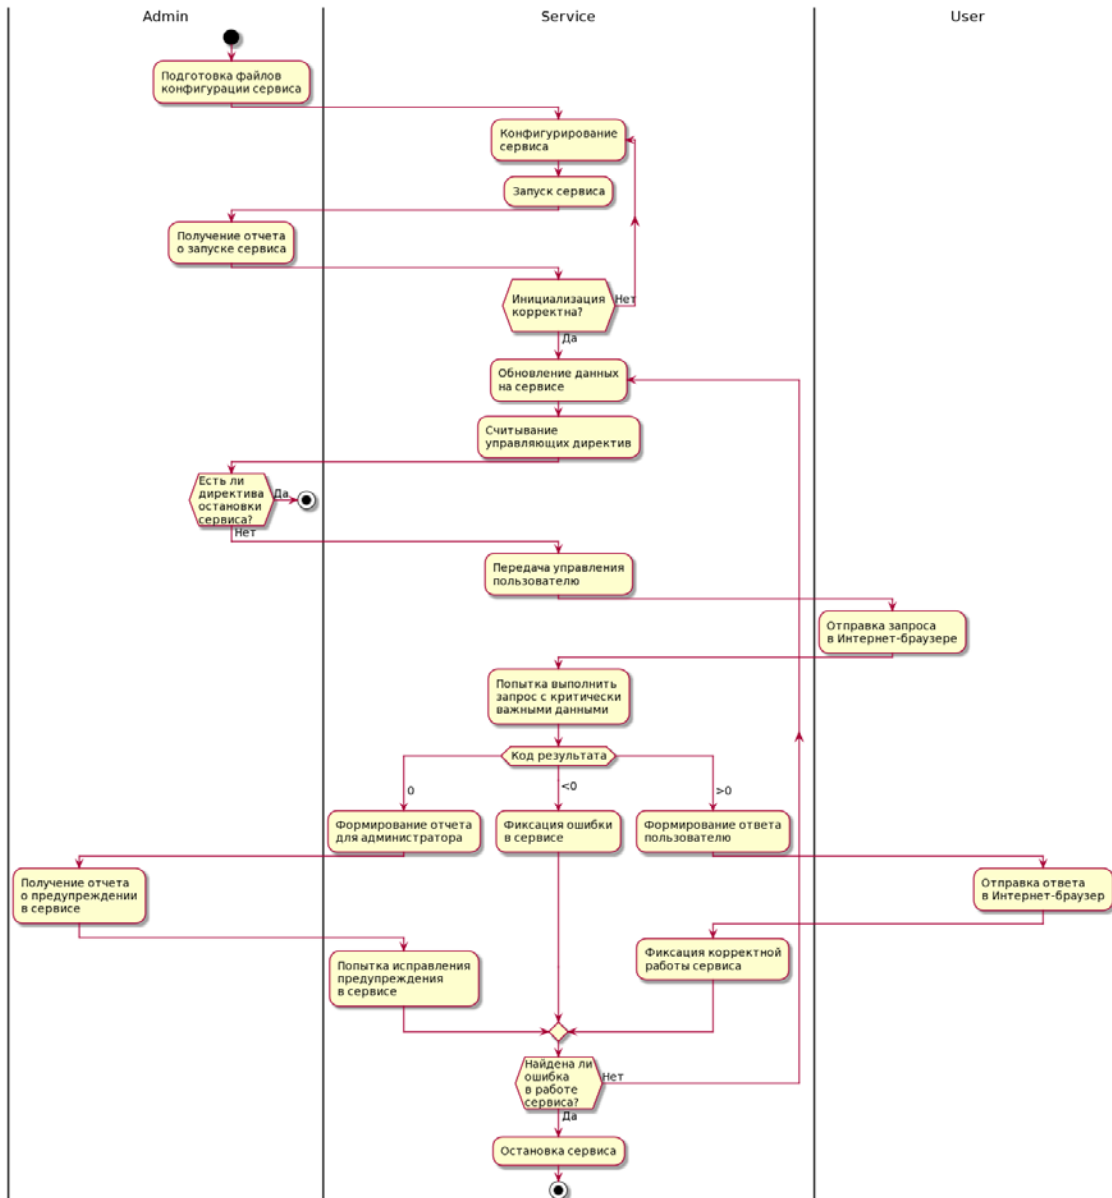 Admin
Service
User
Подготовка файлов
конфигурации сервиса
Конфигурирование
сервиса
Запуск сервиса
Получение отчета
о запуске сервиса
Инициализация
корректна?
Нет
Да
Обновление данных
на сервисе
Считывание
управляющих директив
Есть ли
директива
остановки
сервиса?
Да
Нет
Передача управления
пользователю
Отправка запроса
в Интернет-браузере
Попытка выполнить
запрос с критически
важными данными
Код результата
0
<0
>0
Формирование отчета
для администратора
Фиксация ошибки
в сервисе
Формирование ответа
пользователю
Получение отчета
о предупреждении
в сервисе
Отправка ответа
в Интернет-браузер
Попытка исправления
предупреждения
в сервисе
Фиксация корректной
работы сервиса
Найдена ли
ошибка
в работе
сервиса?
Нет
Да
Остановка сервиса